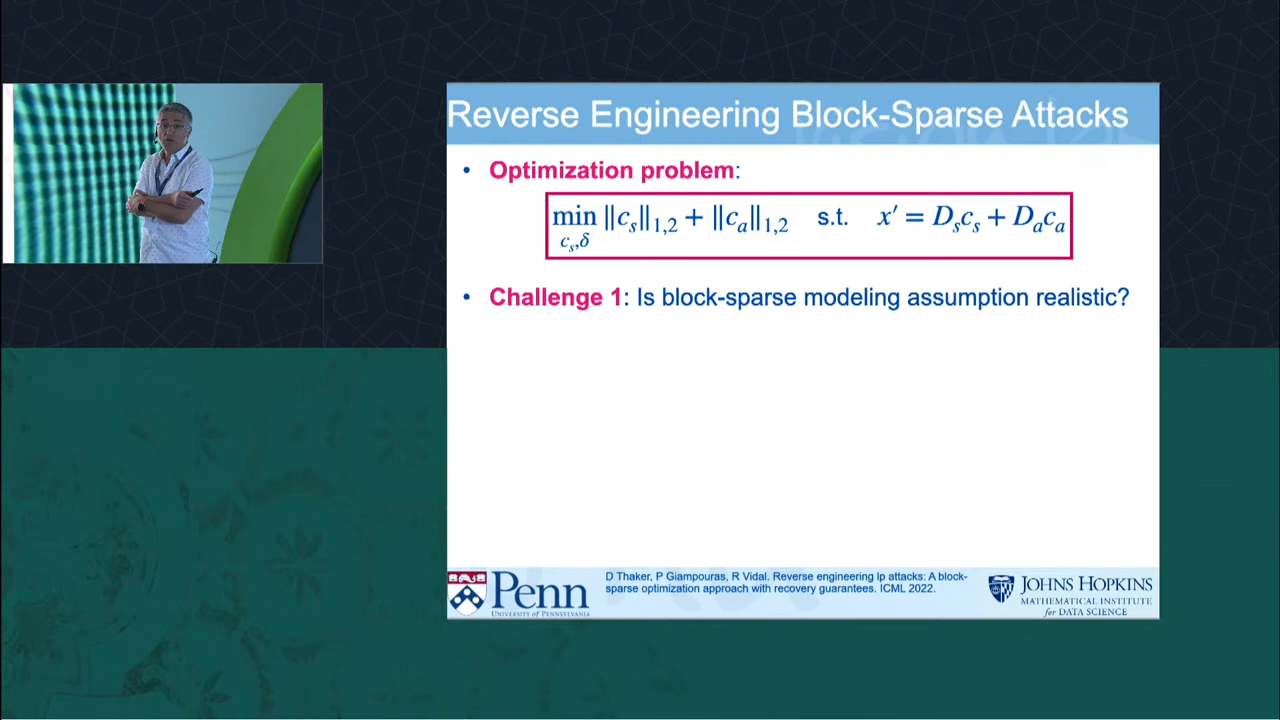 Reverse Engineering Block-Sparse Attacks
• Optimization problem:
min ‖c_s‖_{1,2} + ‖c_a‖_{1,2} s.t. x′ = D_s c_s + D_a c_a
c_s,δ
• Challenge 1: Is block-sparse modeling assumption realistic?
Penn
UNIVERSITY OF PENNSYLVANIA
D Thaker, P Giampouras, R Vidal. Reverse engineering lp attacks: A block-
sparse optimization approach with recovery guarantees. ICML 2022.
JOHNS HOPKINS
MATHEMATICAL INSTITUTE
for DATA SCIENCE